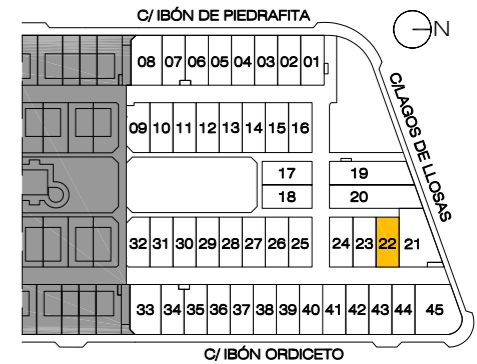 C/ IBÓN DE PIEDRAFITA
N
08 07 06 05 04 03 02 01
C/LAGOS DE LLOSAS
09 10 11 12 13 14 15 16
17 19
18 20
32 31 30 29 28 27 26 25 24 23 22 21
33 34 35 36 37 38 39 40 41 42 43 44 45
C/ IBÓN ORDICETO